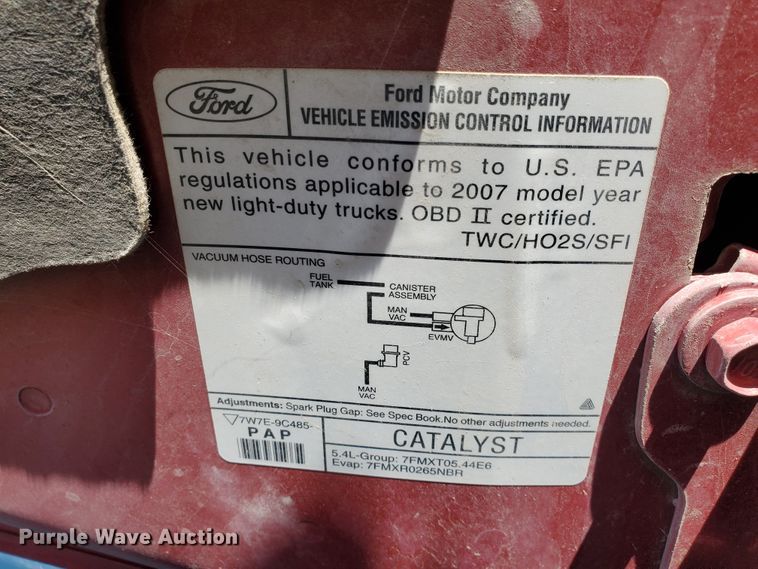 Ford
Ford Motor Company
VEHICLE EMISSION CONTROL INFORMATION
This vehicle conforms to U.S. EPA
regulations applicable to 2007 model year
new light-duty trucks. OBD II certified.
TWC/HO2S/SFI
VACUUM HOSE ROUTING
FUEL
TANK
CANISTER
ASSEMBLY
MAN
VAC
EVMV
PCV
MAN
VAC
Adjustments: Spark Plug Gap: See Spec Book. No other adjustments needed.
7W7E-9C485-
PAP
CATALYST
5.4L-Group: 7FMXT05.44E6
Evap: 7FMXR0265NBR
Purple Wave Auction